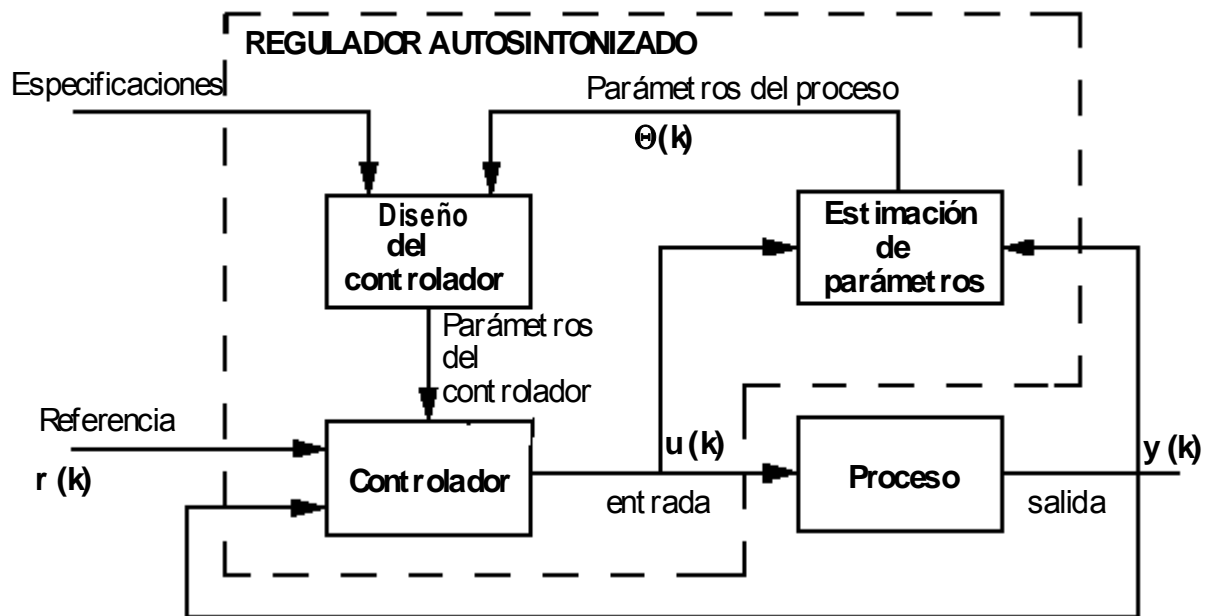 REGULADOR AUTOSINTONIZADO
Especificaciones
Parámetros del proceso
Θ(k)
Diseño
del
controlador
Estimación
de
parámetros
Parámetros
del
controlador
Referencia
r (k)
Controlador
u (k)
entrada
Proceso
y (k)
salida